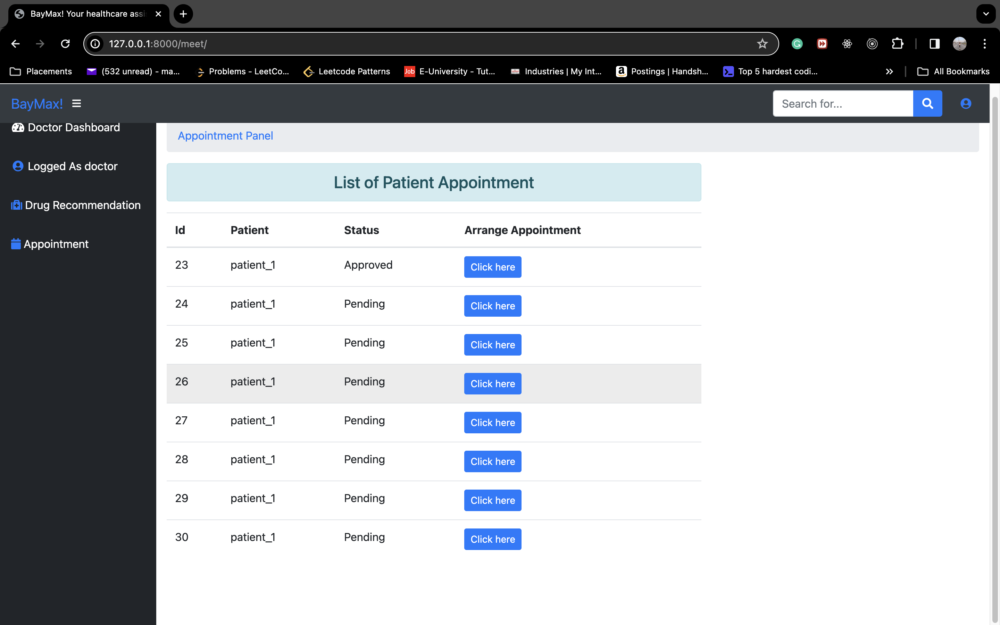 BayMax! Your healthcare assi
127.0.0.1:8000/meet/
Placements (532 unread) - ma... Problems - LeetCo... Leetcode Patterns Job E-University - Tut... Industries | My Int... Postings | Handsh... Top 5 hardest codi... All Bookmarks
BayMax! Search for...
Doctor Dashboard
Appointment Panel
Logged As doctor
List of Patient Appointment
Drug Recommendation
Id Patient Status Arrange Appointment
Appointment
23 patient_1 Approved Click here
24 patient_1 Pending Click here
25 patient_1 Pending Click here
26 patient_1 Pending Click here
27 patient_1 Pending Click here
28 patient_1 Pending Click here
29 patient_1 Pending Click here
30 patient_1 Pending Click here